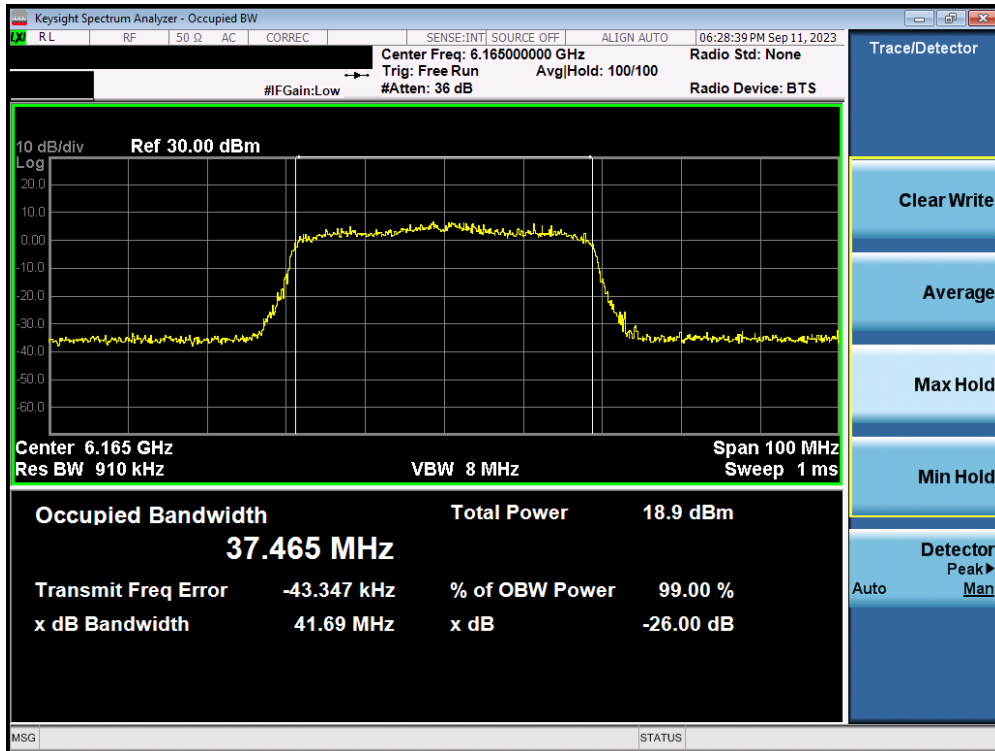 Keysight Spectrum Analyzer - Occupied BW
LXI RL RF 50 Ω AC CORREC SENSE:INT SOURCE OFF ALIGN AUTO 06:28:39 PM Sep 11, 2023
Center Freq: 6.165000000 GHz Radio Std: None
Trig: Free Run Avg|Hold: 100/100
#IFGain:Low #Atten: 36 dB Radio Device: BTS
10 dB/div Ref 30.00 dBm
Log
20.0
10.0
0.00
-10.0
-20.0
-30.0
-40.0
-50.0
-60.0
Center 6.165 GHz Span 100 MHz
Res BW 910 kHz VBW 8 MHz Sweep 1 ms
Occupied Bandwidth Total Power 18.9 dBm
37.465 MHz
Transmit Freq Error -43.347 kHz % of OBW Power 99.00 %
x dB Bandwidth 41.69 MHz x dB -26.00 dB
MSG STATUS
Trace/Detector
Clear Write
Average
Max Hold
Min Hold
Detector
Peak▶
Auto Man